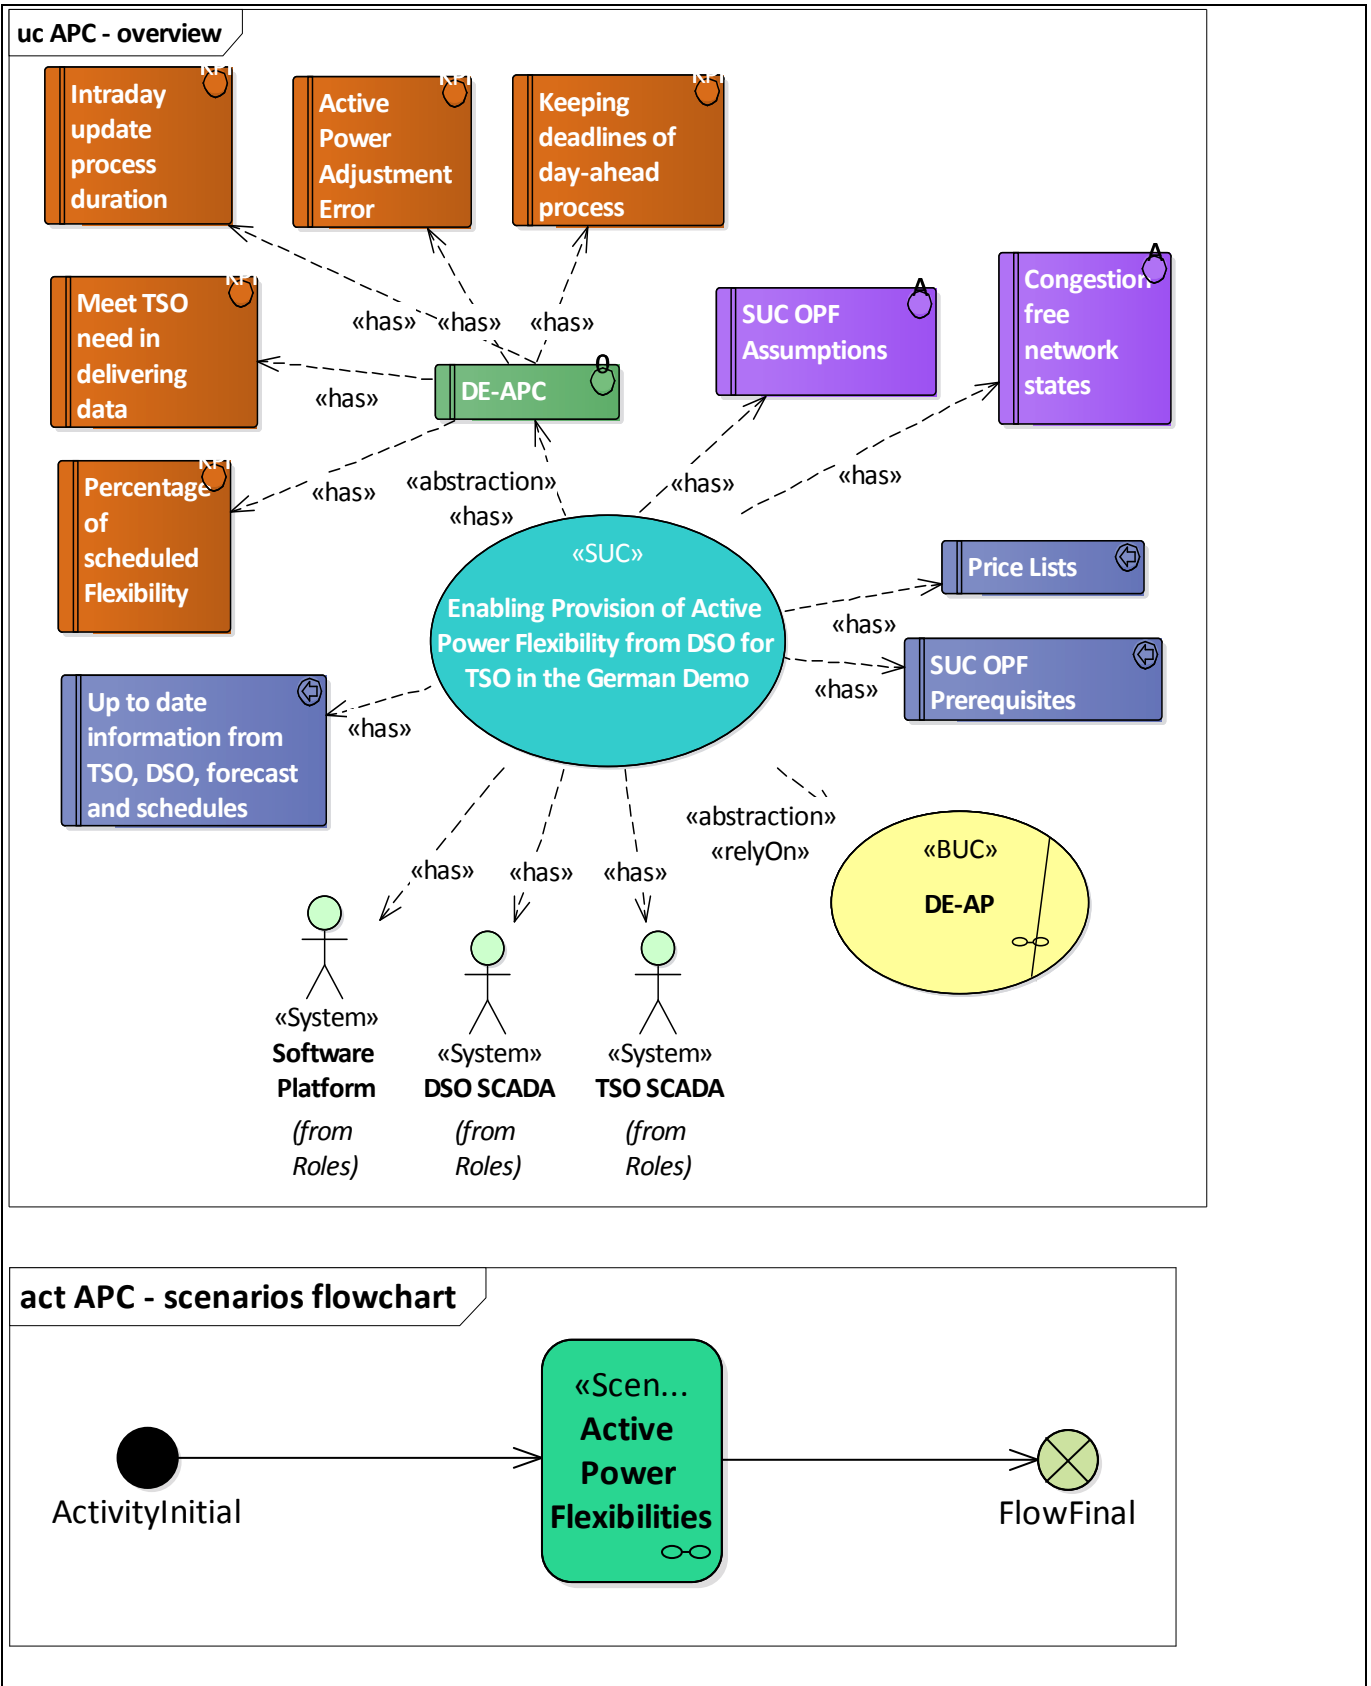 uc APC - overview
KPI
Intraday
update
process
duration
KPI
Active
Power
Adjustment
Error
KPI
Keeping
deadlines of
day-ahead
process
KPI
Meet TSO
need in
delivering
data
«has»
«has»
«has»
«has»
DE-APC
O
A
SUC OPF
Assumptions
A
Congestion
free
network
states
KPI
Percentage
of
scheduled
Flexibility
«has»
«abstraction»
«has»
«has»
«has»
«SUC»
Enabling Provision of Active
Power Flexibility from DSO for
TSO in the German Demo
Price Lists
«has»
SUC OPF
Prerequisites
«has»
Up to date
information from
TSO, DSO, forecast
and schedules
«has»
«abstraction»
«relyOn»
«BUC»
DE-AP
«has»
«has»
«has»
«System»
Software
Platform
(from
Roles)
«System»
DSO SCADA
(from
Roles)
«System»
TSO SCADA
(from
Roles)
act APC - scenarios flowchart
ActivityInitial
«Scen...
Active
Power
Flexibilities
FlowFinal